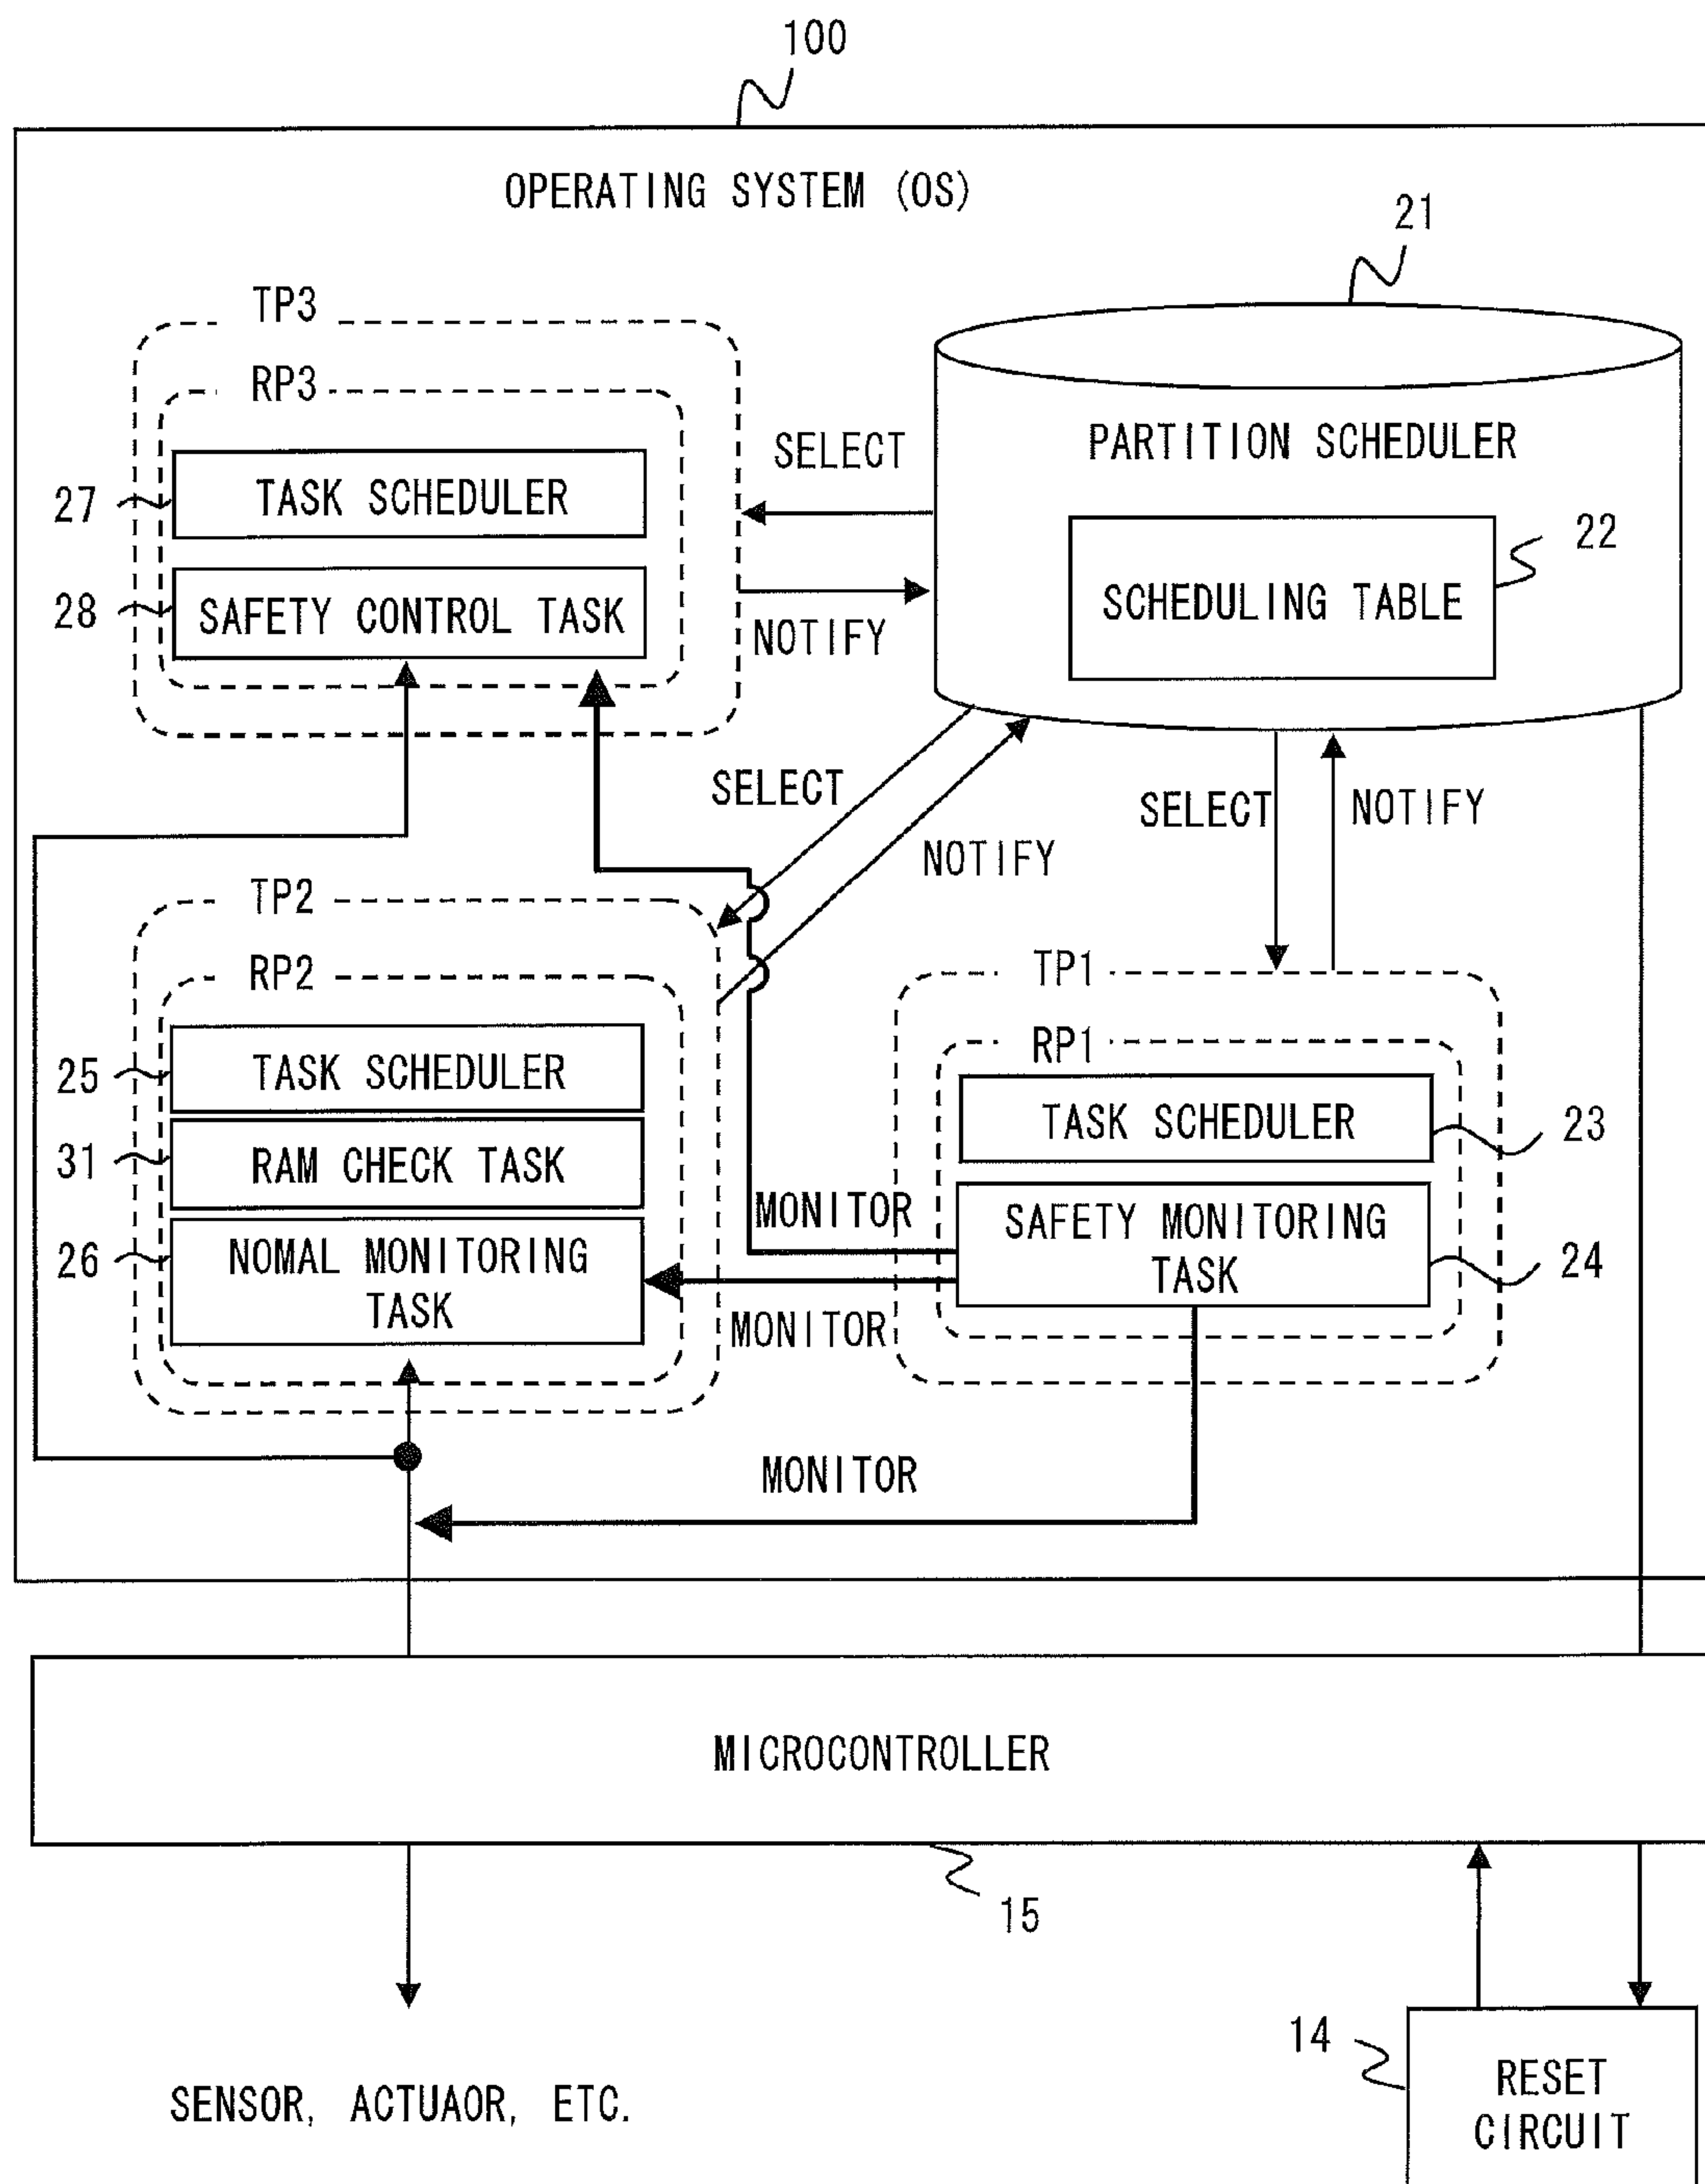 100
OPERATING SYSTEM (OS)
21
TP3
RP3
27
TASK SCHEDULER
28
SAFETY CONTROL TASK
SELECT
NOTIFY
PARTITION SCHEDULER
22
SCHEDULING TABLE
SELECT
NOTIFY
SELECT
NOTIFY
TP2
RP2
25
TASK SCHEDULER
31
RAM CHECK TASK
26
NOMAL MONITORING
TASK
TP1
RP1
TASK SCHEDULER
23
SAFETY MONITORING
TASK
24
MONITOR
MONITOR
MONITOR
MICROCONTROLLER
15
14
RESET
CIRCUIT
SENSOR, ACTUAOR, ETC.